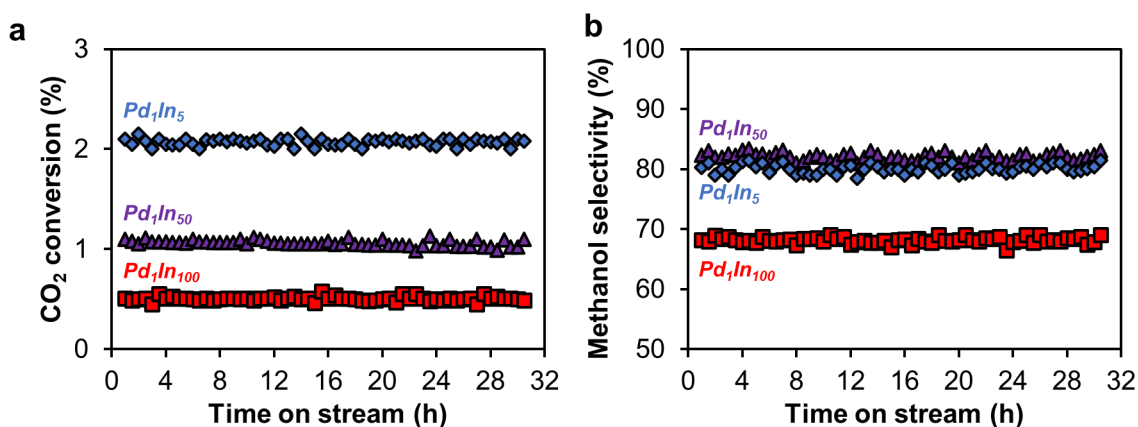 a
CO₂ conversion (%)
3
2
1
0
Pd₁In₅
Pd₁In₅₀
Pd₁In₁₀₀
0 4 8 12 16 20 24 28 32
Time on stream (h)
b
Methanol selectivity (%)
100
90
80
70
60
50
Pd₁In₅₀
Pd₁In₅
Pd₁In₁₀₀
0 4 8 12 16 20 24 28 32
Time on stream (h)